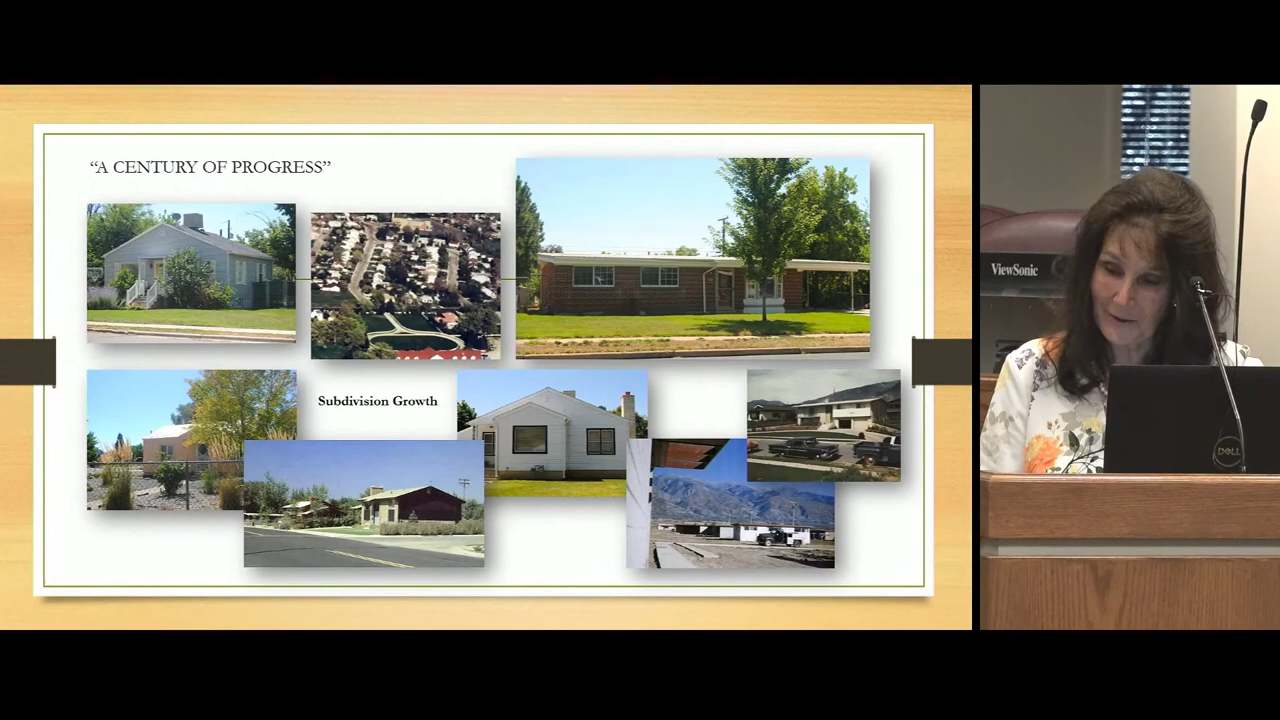 “A CENTURY OF PROGRESS”
Subdivision Growth
ViewSonic
DELL